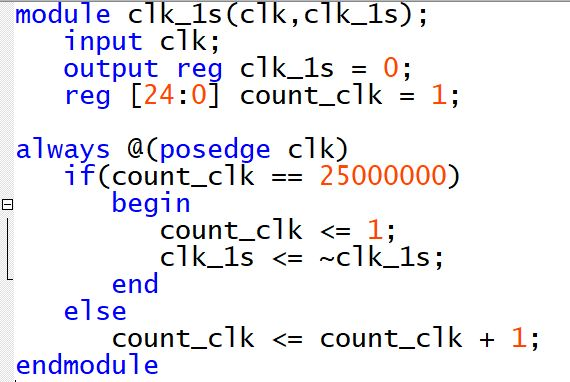 module clk_1s(clk,clk_1s);
input clk;
output reg clk_1s = 0;
reg [24:0] count_clk = 1;
always @(posedge clk)
if(count_clk == 25000000)
begin
count_clk <= 1;
clk_1s <= ~clk_1s;
end
else
count_clk <= count_clk + 1;
endmodule